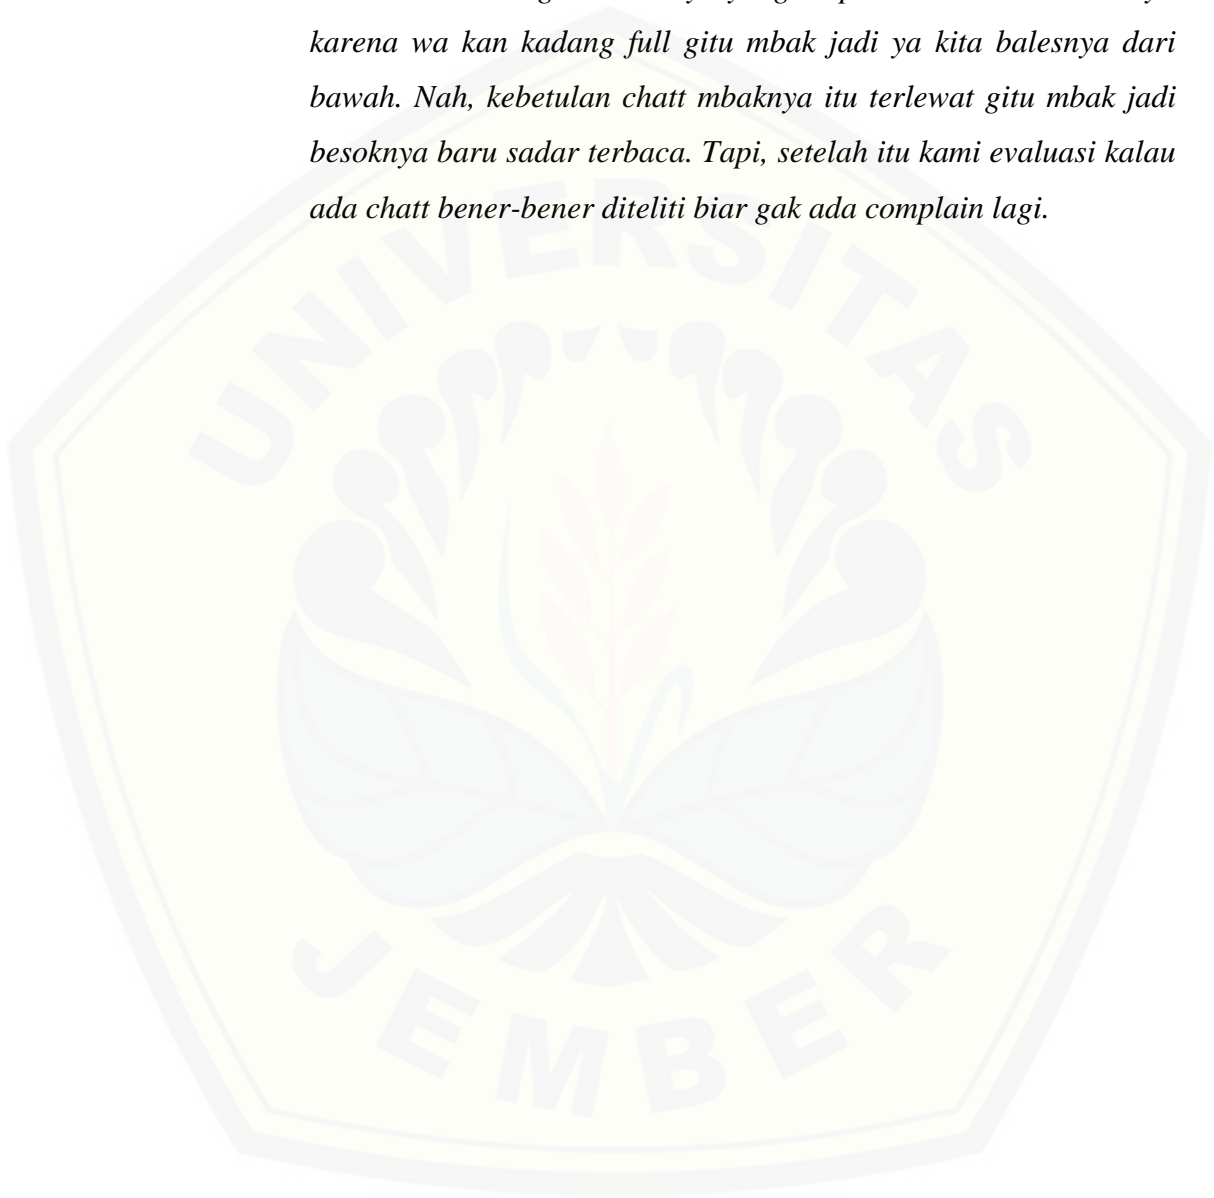 karena wa kan kadang full gitu mbak jadi ya kita balesnya dari
bawah. Nah, kebetulan chatt mbaknya itu terlewat gitu mbak jadi
besoknya baru sadar terbaca. Tapi, setelah itu kami evaluasi kalau
ada chatt bener-bener diteliti biar gak ada complain lagi.
UNIVERSITAS
JEMBER